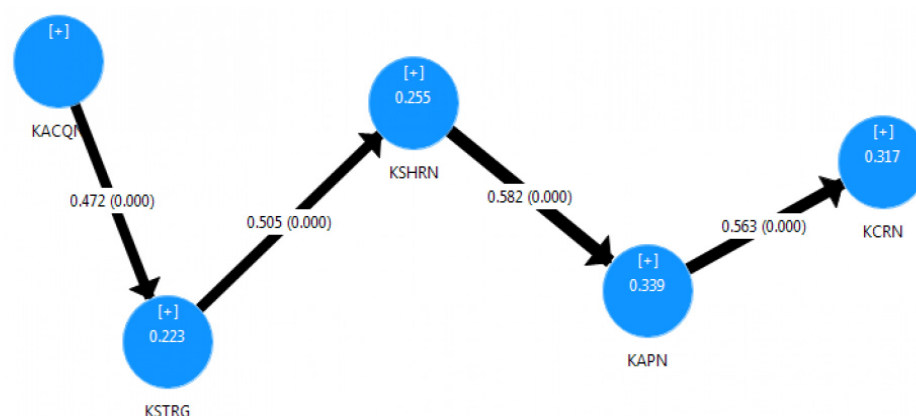 [+]
KACQN
0.472 (0.000)
[+]
0.223
KSTRG
0.505 (0.000)
[+]
0.255
KSHRN
0.582 (0.000)
[+]
0.339
KAPN
0.563 (0.000)
[+]
0.317
KCRN